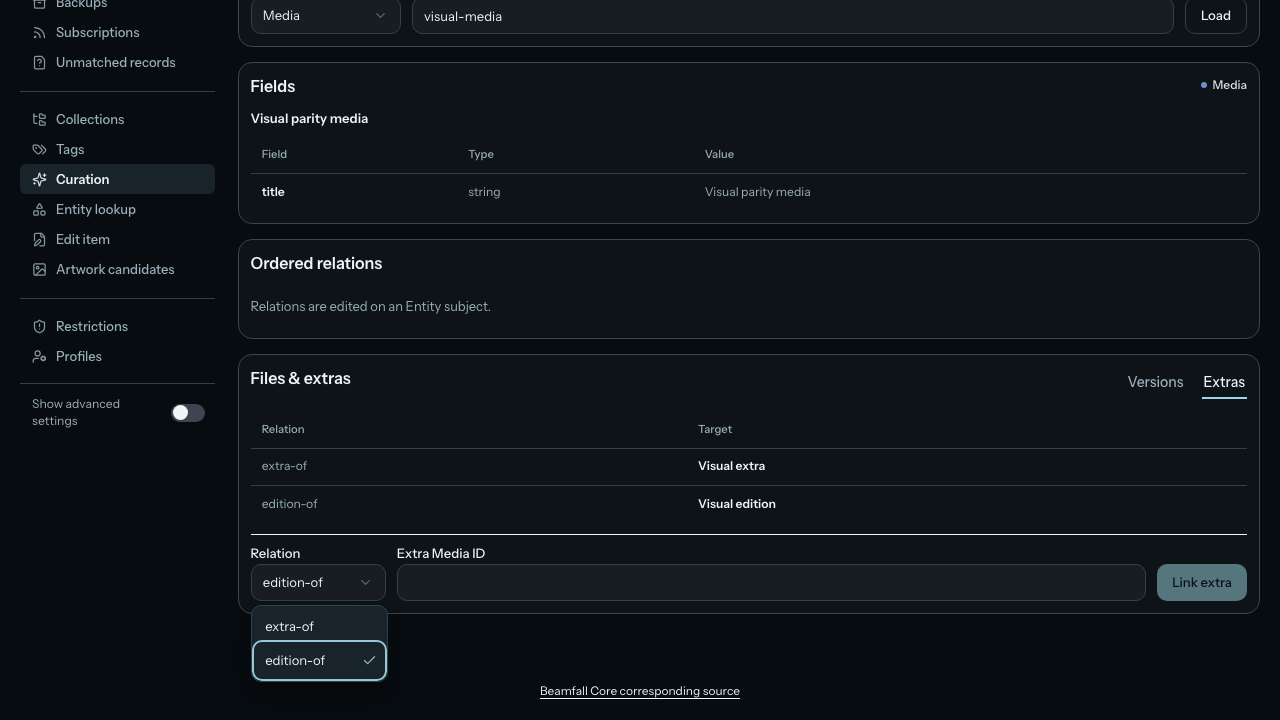 Backups
Subscriptions
Unmatched records
Collections
Tags
Curation
Entity lookup
Edit item
Artwork candidates
Restrictions
Profiles
Show advanced
settings
Media
visual-media
Load
Fields
Media
Visual parity media
Field Type Value
title string Visual parity media
Ordered relations
Relations are edited on an Entity subject.
Files & extras
Versions Extras
Relation Target
extra-of Visual extra
edition-of Visual edition
Relation Extra Media ID
edition-of
Link extra
extra-of
edition-of
Beamfall Core corresponding source